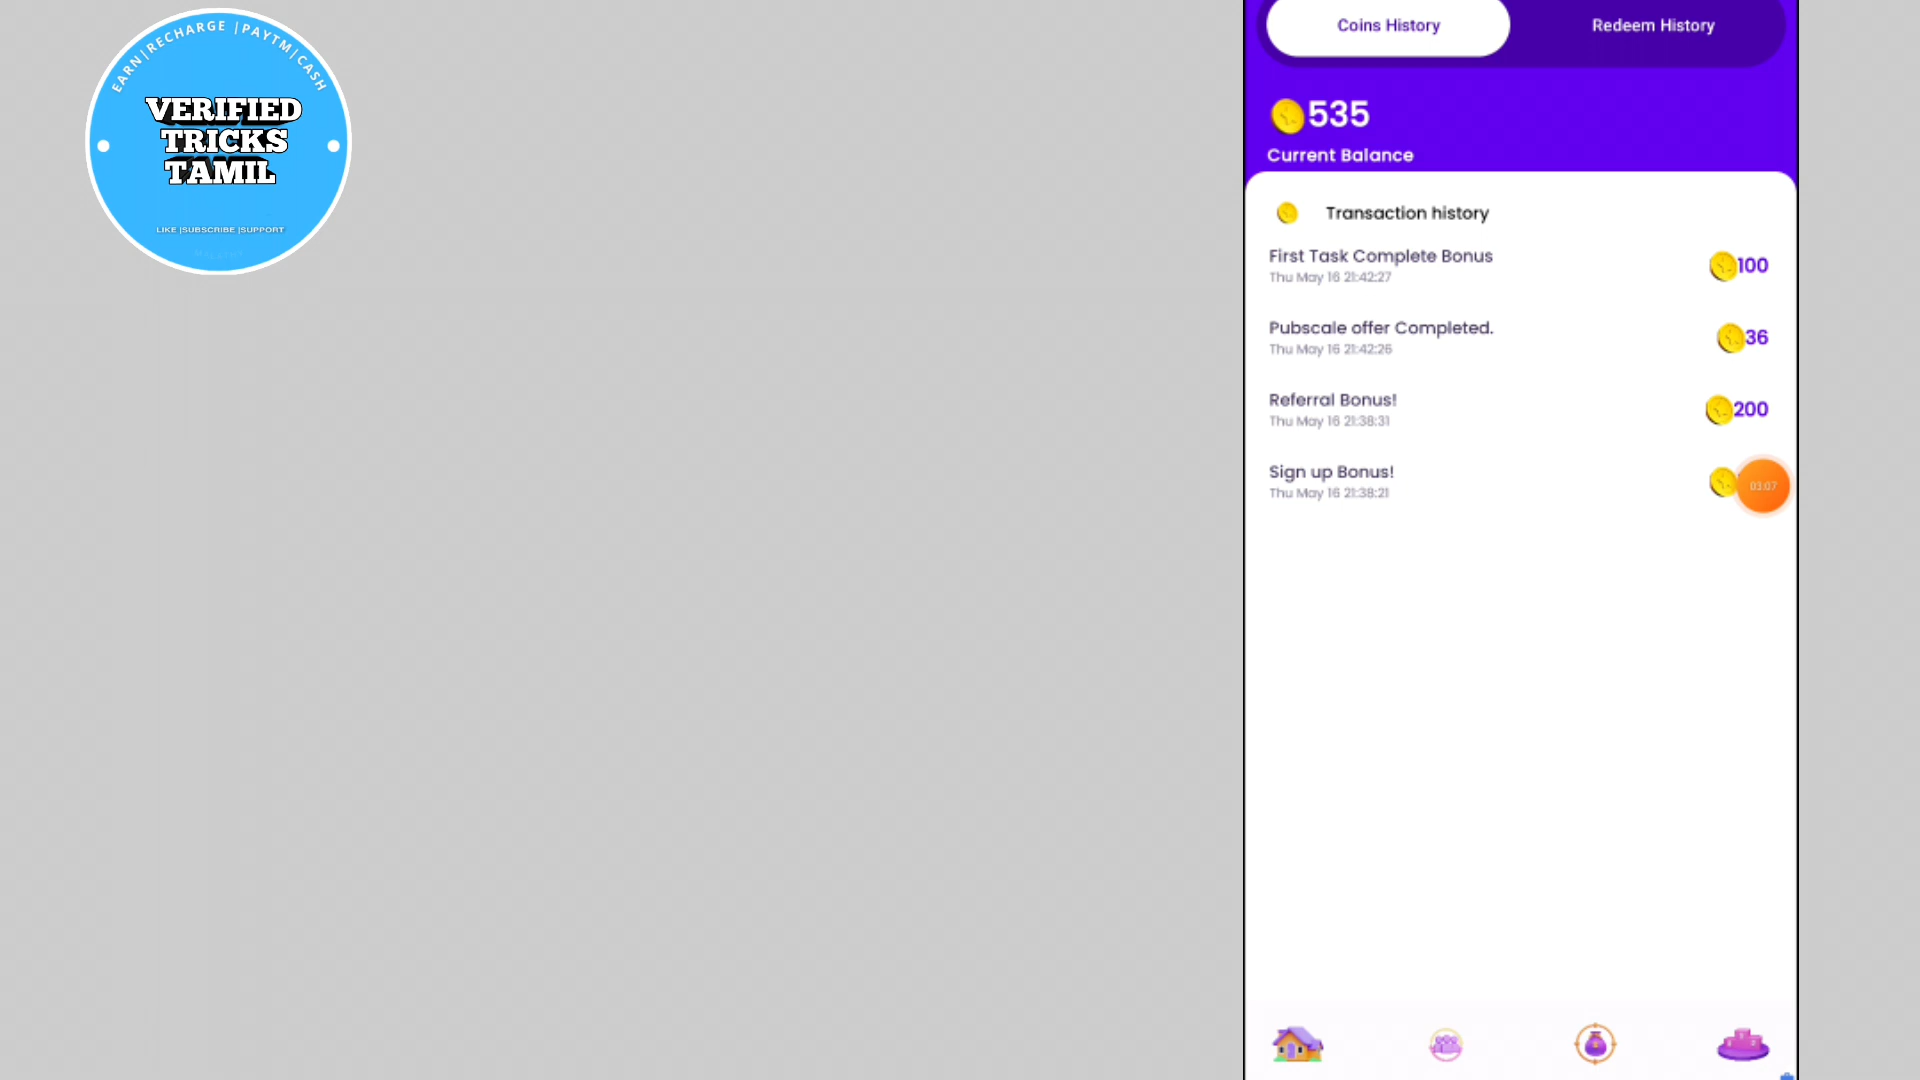 EARN|RECHARGE |PAYTM|CASH
VERIFIED
TRICKS
TAMIL
LIKE |SUBSCRIBE |SUPPORT
Coins History
Redeem History
535
Current Balance
Transaction history
First Task Complete Bonus
100
Thu May 16 21:42:27
Pubscale offer Completed.
36
Thu May 16 21:42:26
Referral Bonus!
200
Thu May 16 21:38:31
Sign up Bonus!
03:07
Thu May 16 21:38:21